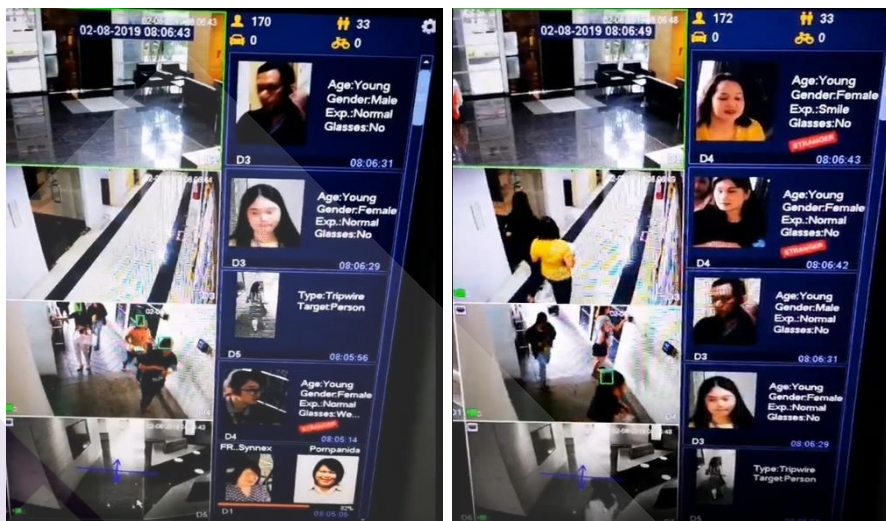 02-08-2019 08:06:43
170
33
0
0
Age:Young
Gender:Male
Exp.:Normal
Glasses:No
D3
08:06:31
Age:Young
Gender:Female
Exp.:Normal
Glasses:No
D3
08:06:29
Type:Tripwire
Target:Person
D5
08:05:56
Age:Young
Gender:Female
Exp.:Normal
Glasses:We...
STRANGER
D4
08:05:14
FR..Synnex
Pompanida
82%
D1
08:05:06
02-08-2019 08:06:49
172
33
0
0
Age:Young
Gender:Female
Exp.:Smile
Glasses:No
STRANGER
D4
08:06:43
Age:Young
Gender:Female
Exp.:Normal
Glasses:No
STRANGER
D4
08:06:42
Age:Young
Gender:Male
Exp.:Normal
Glasses:No
D3
08:06:31
Age:Young
Gender:Female
Exp.:Normal
Glasses:No
D3
08:06:29
Type:Tripwire
Target:Person